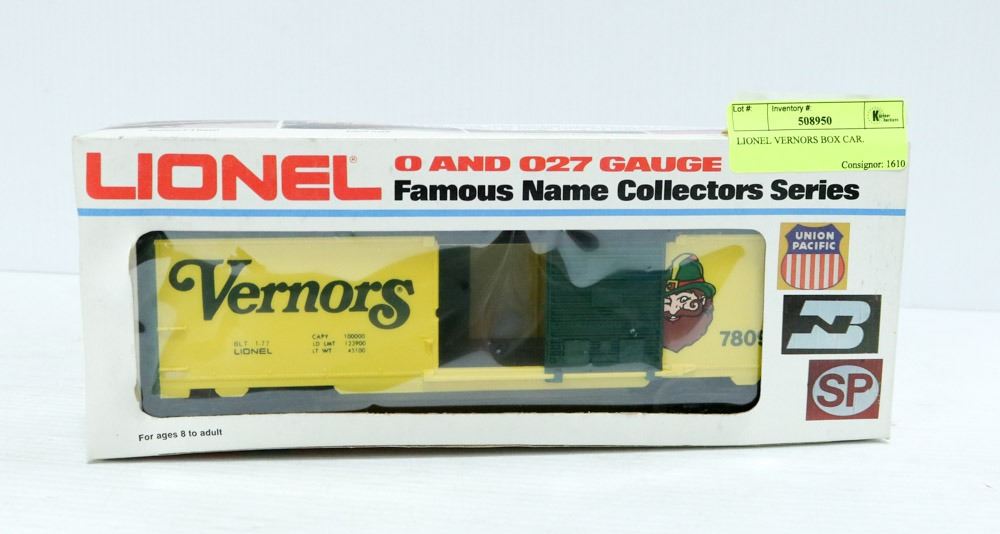 Lot #: Inventory #:
508950
LIONEL VERNORS BOX CAR.
Consignor: 1610
LIONEL®
O AND O27 GAUGE
Famous Name Collectors Series
UNION
PACIFIC
BN
SP
Vernors
CAPY 100000
BLT 1-77 LD LMT 123900
LIONEL LT WT 45100
780
For ages 8 to adult